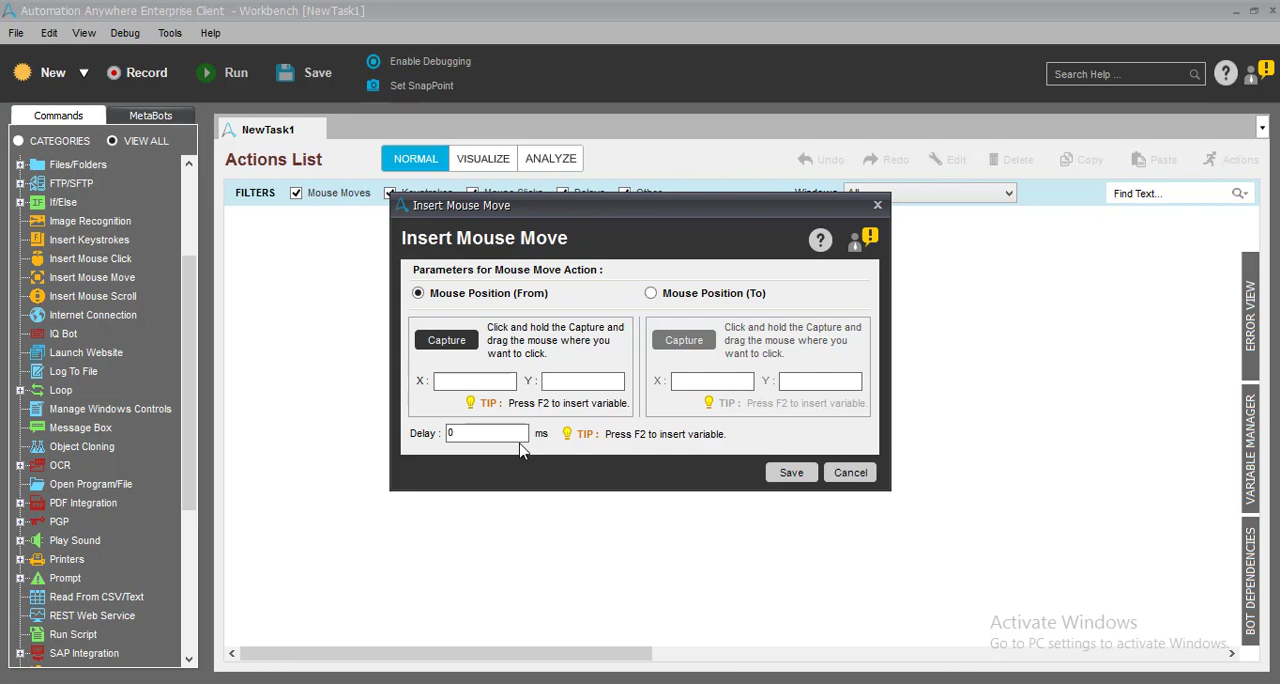 Automation Anywhere Enterprise Client - Workbench [NewTask1]
File Edit View Debug Tools Help
New Record Run Save
Enable Debugging
Set SnapPoint
Search Help ...
Commands MetaBots
CATEGORIES VIEW ALL
Files/Folders
FTP/SFTP
If/Else
Image Recognition
Insert Keystrokes
Insert Mouse Click
Insert Mouse Move
Insert Mouse Scroll
Internet Connection
IQ Bot
Launch Website
Log To File
Loop
Manage Windows Controls
Message Box
Object Cloning
OCR
Open Program/File
PDF Integration
PGP
Play Sound
Printers
Prompt
Read From CSV/Text
REST Web Service
Run Script
SAP Integration
NewTask1
Actions List
NORMAL VISUALIZE ANALYZE
Undo Redo Edit Delete Copy Paste Actions
FILTERS Mouse Moves
Find Text...
Insert Mouse Move
Insert Mouse Move
Parameters for Mouse Move Action :
Mouse Position (From) Mouse Position (To)
Capture
Click and hold the Capture and
drag the mouse where you
want to click.
X : Y :
TIP : Press F2 to insert variable.
Capture
Click and hold the Capture and
drag the mouse where you
want to click.
X : Y :
TIP : Press F2 to insert variable.
Delay : 0 ms TIP : Press F2 to insert variable.
Save Cancel
ERROR VIEW
VARIABLE MANAGER
BOT DEPENDENCIES
Activate Windows
Go to PC settings to activate Windows.